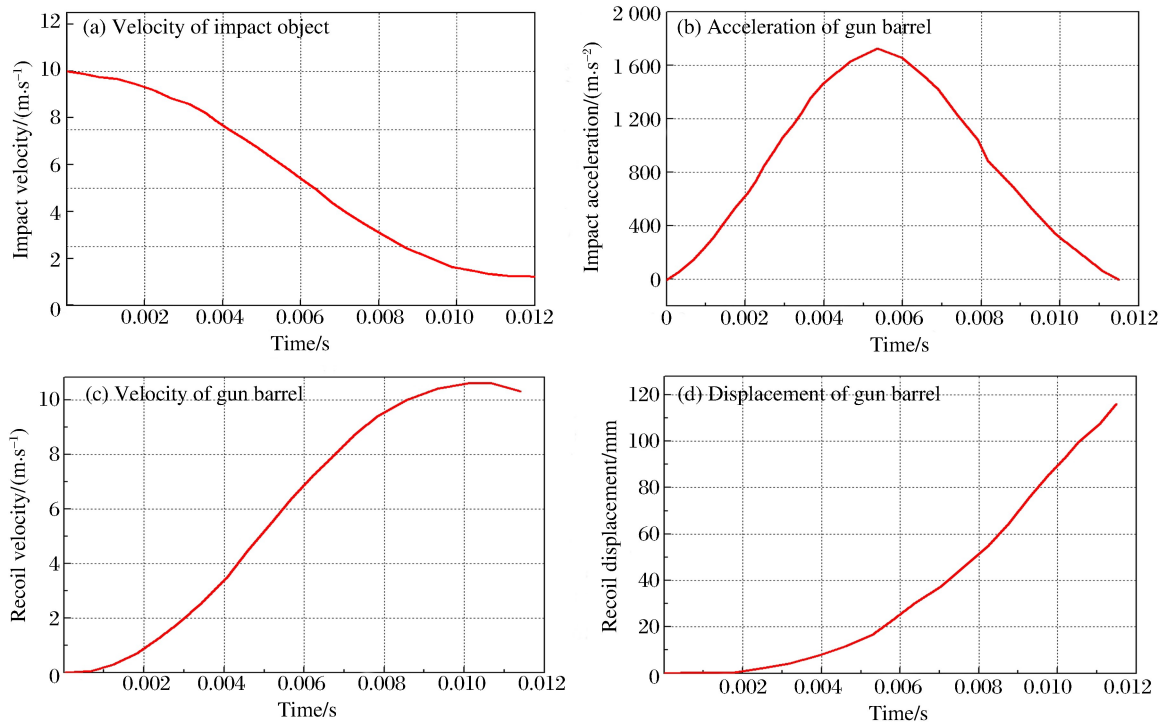 (a) Velocity of impact object
12
10
8
6
4
2
0
0.002 0.004 0.006 0.008 0.010 0.012
Time/s
Impact velocity/(m·s⁻¹)
(b) Acceleration of gun barrel
2 000
1 600
1 200
800
400
0
0 0.002 0.004 0.006 0.008 0.010 0.012
Time/s
Impact acceleration/(m·s⁻²)
(c) Velocity of gun barrel
10
8
6
4
2
0
0.002 0.004 0.006 0.008 0.010 0.012
Time/s
Recoil velocity/(m·s⁻¹)
(d) Displacement of gun barrel
120
100
80
60
40
20
0
0.002 0.004 0.006 0.008 0.010 0.012
Time/s
Recoil displacement/mm